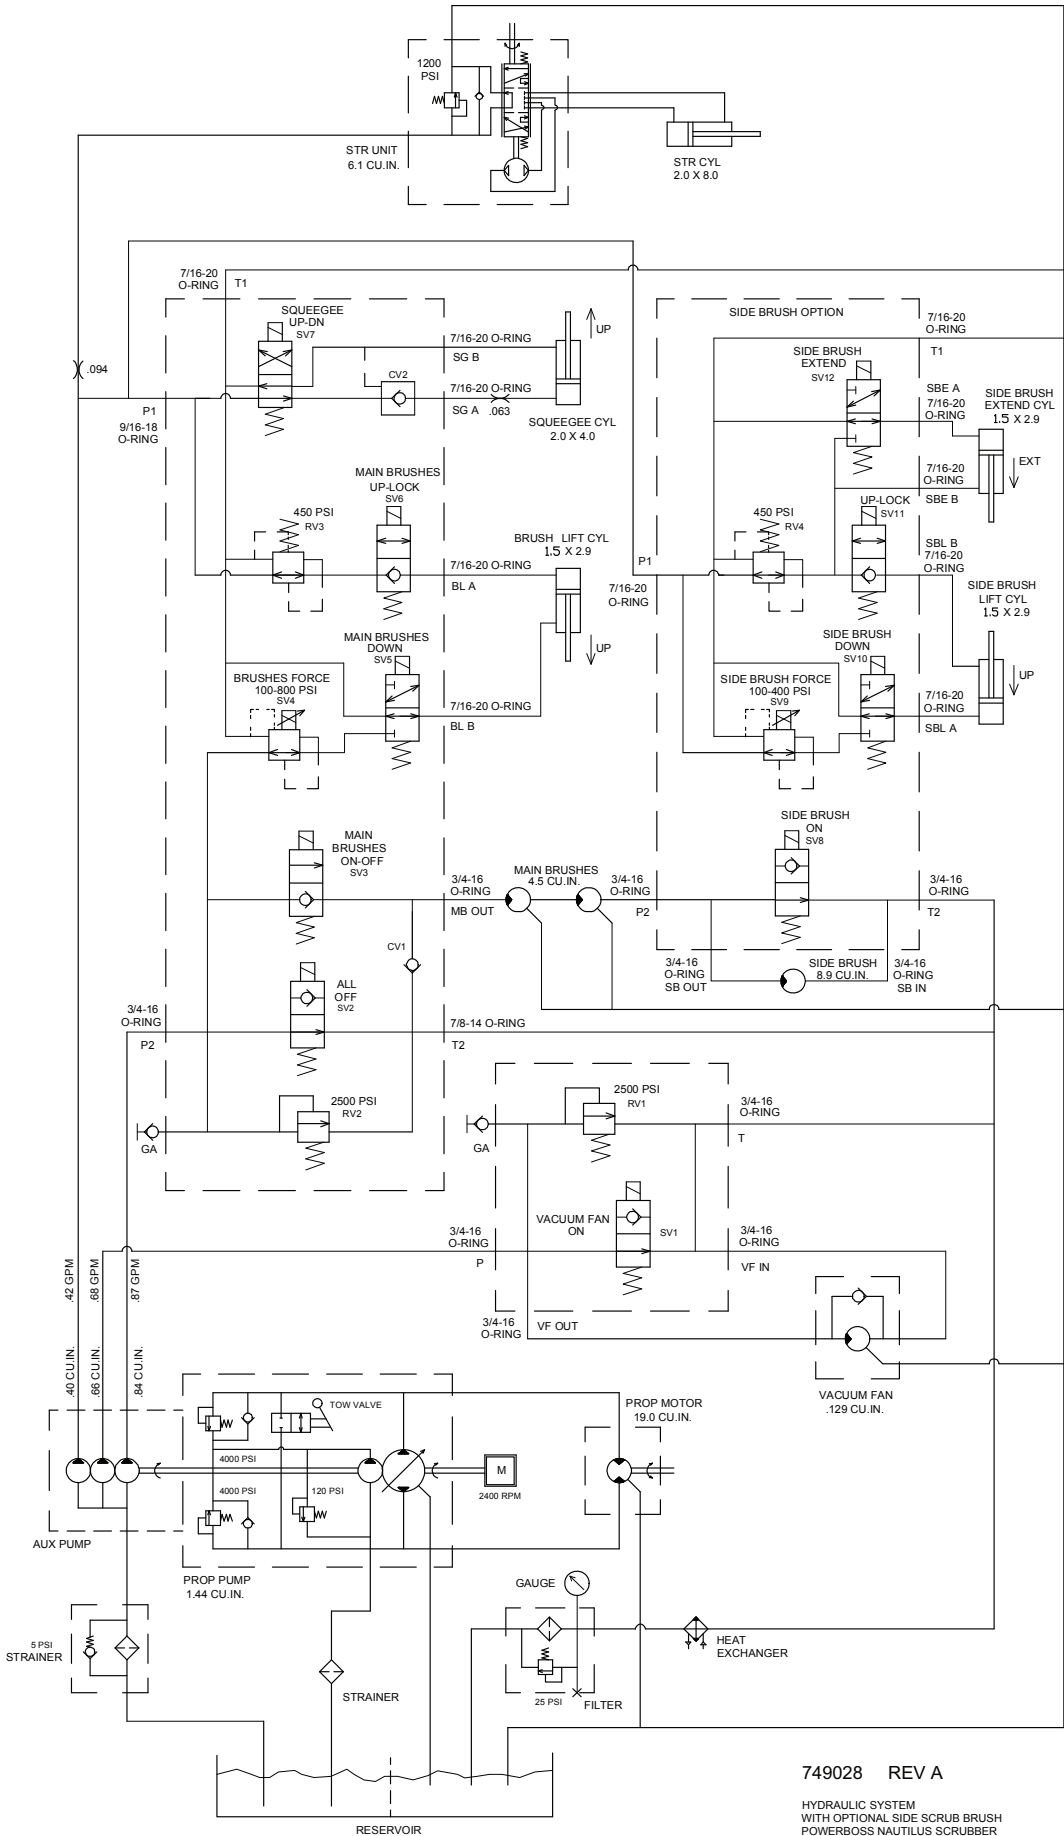 1200
PSI
STR UNIT
6.1 CU.IN.
STR CYL
2.0 X 8.0
7/16-20
O-RING
T1
SQUEEGEE
UP-DN
SV7
7/16-20 O-RING
SG B
UP
CV2
7/16-20 O-RING
SG A
.063
SQUEEGEE CYL
2.0 X 4.0
.094
P1
9/16-18
O-RING
MAIN BRUSHES
UP-LOCK
SV6
450 PSI
RV3
BRUSH LIFT CYL
1.5 X 2.9
7/16-20 O-RING
BL A
UP
MAIN BRUSHES
DOWN
SV5
BRUSHES FORCE
100-800 PSI
SV4
7/16-20 O-RING
BL B
SIDE BRUSH OPTION
7/16-20
O-RING
T1
SIDE BRUSH
EXTEND
SV12
SBE A
7/16-20
O-RING
SIDE BRUSH
EXTEND CYL
1.5 X 2.9
EXT
7/16-20
O-RING
SBE B
UP-LOCK
SV11
450 PSI
RV4
P1
7/16-20
O-RING
SBL B
7/16-20
O-RING
SIDE BRUSH
LIFT CYL
1.5 X 2.9
UP
SIDE BRUSH
DOWN
SV10
SIDE BRUSH FORCE
100-400 PSI
SV9
7/16-20
O-RING
SBL A
MAIN
BRUSHES
ON-OFF
SV3
3/4-16
O-RING
MB OUT
MAIN BRUSHES
4.5 CU.IN.
3/4-16
O-RING
P2
SIDE BRUSH
ON
SV8
3/4-16
O-RING
T2
CV1
3/4-16
O-RING
SB OUT
SIDE BRUSH
8.9 CU.IN.
3/4-16
O-RING
SB IN
ALL
OFF
SV2
3/4-16
O-RING
P2
7/8-14 O-RING
T2
2500 PSI
RV2
GA
2500 PSI
RV1
GA
3/4-16
O-RING
T
VACUUM FAN
ON
SV1
3/4-16
O-RING
P
3/4-16
O-RING
VF IN
3/4-16
O-RING
VF OUT
.42 GPM
.68 GPM
.87 GPM
.40 CU.IN.
.66 CU.IN.
.84 CU.IN.
VACUUM FAN
.129 CU.IN.
TOW VALVE
4000 PSI
4000 PSI
120 PSI
M
2400 RPM
PROP MOTOR
19.0 CU.IN.
AUX PUMP
PROP PUMP
1.44 CU.IN.
GAUGE
5 PSI
STRAINER
STRAINER
25 PSI
FILTER
HEAT
EXCHANGER
RESERVOIR
749028 REV A
HYDRAULIC SYSTEM
WITH OPTIONAL SIDE SCRUB BRUSH
POWERBOSS NAUTILUS SCRUBBER